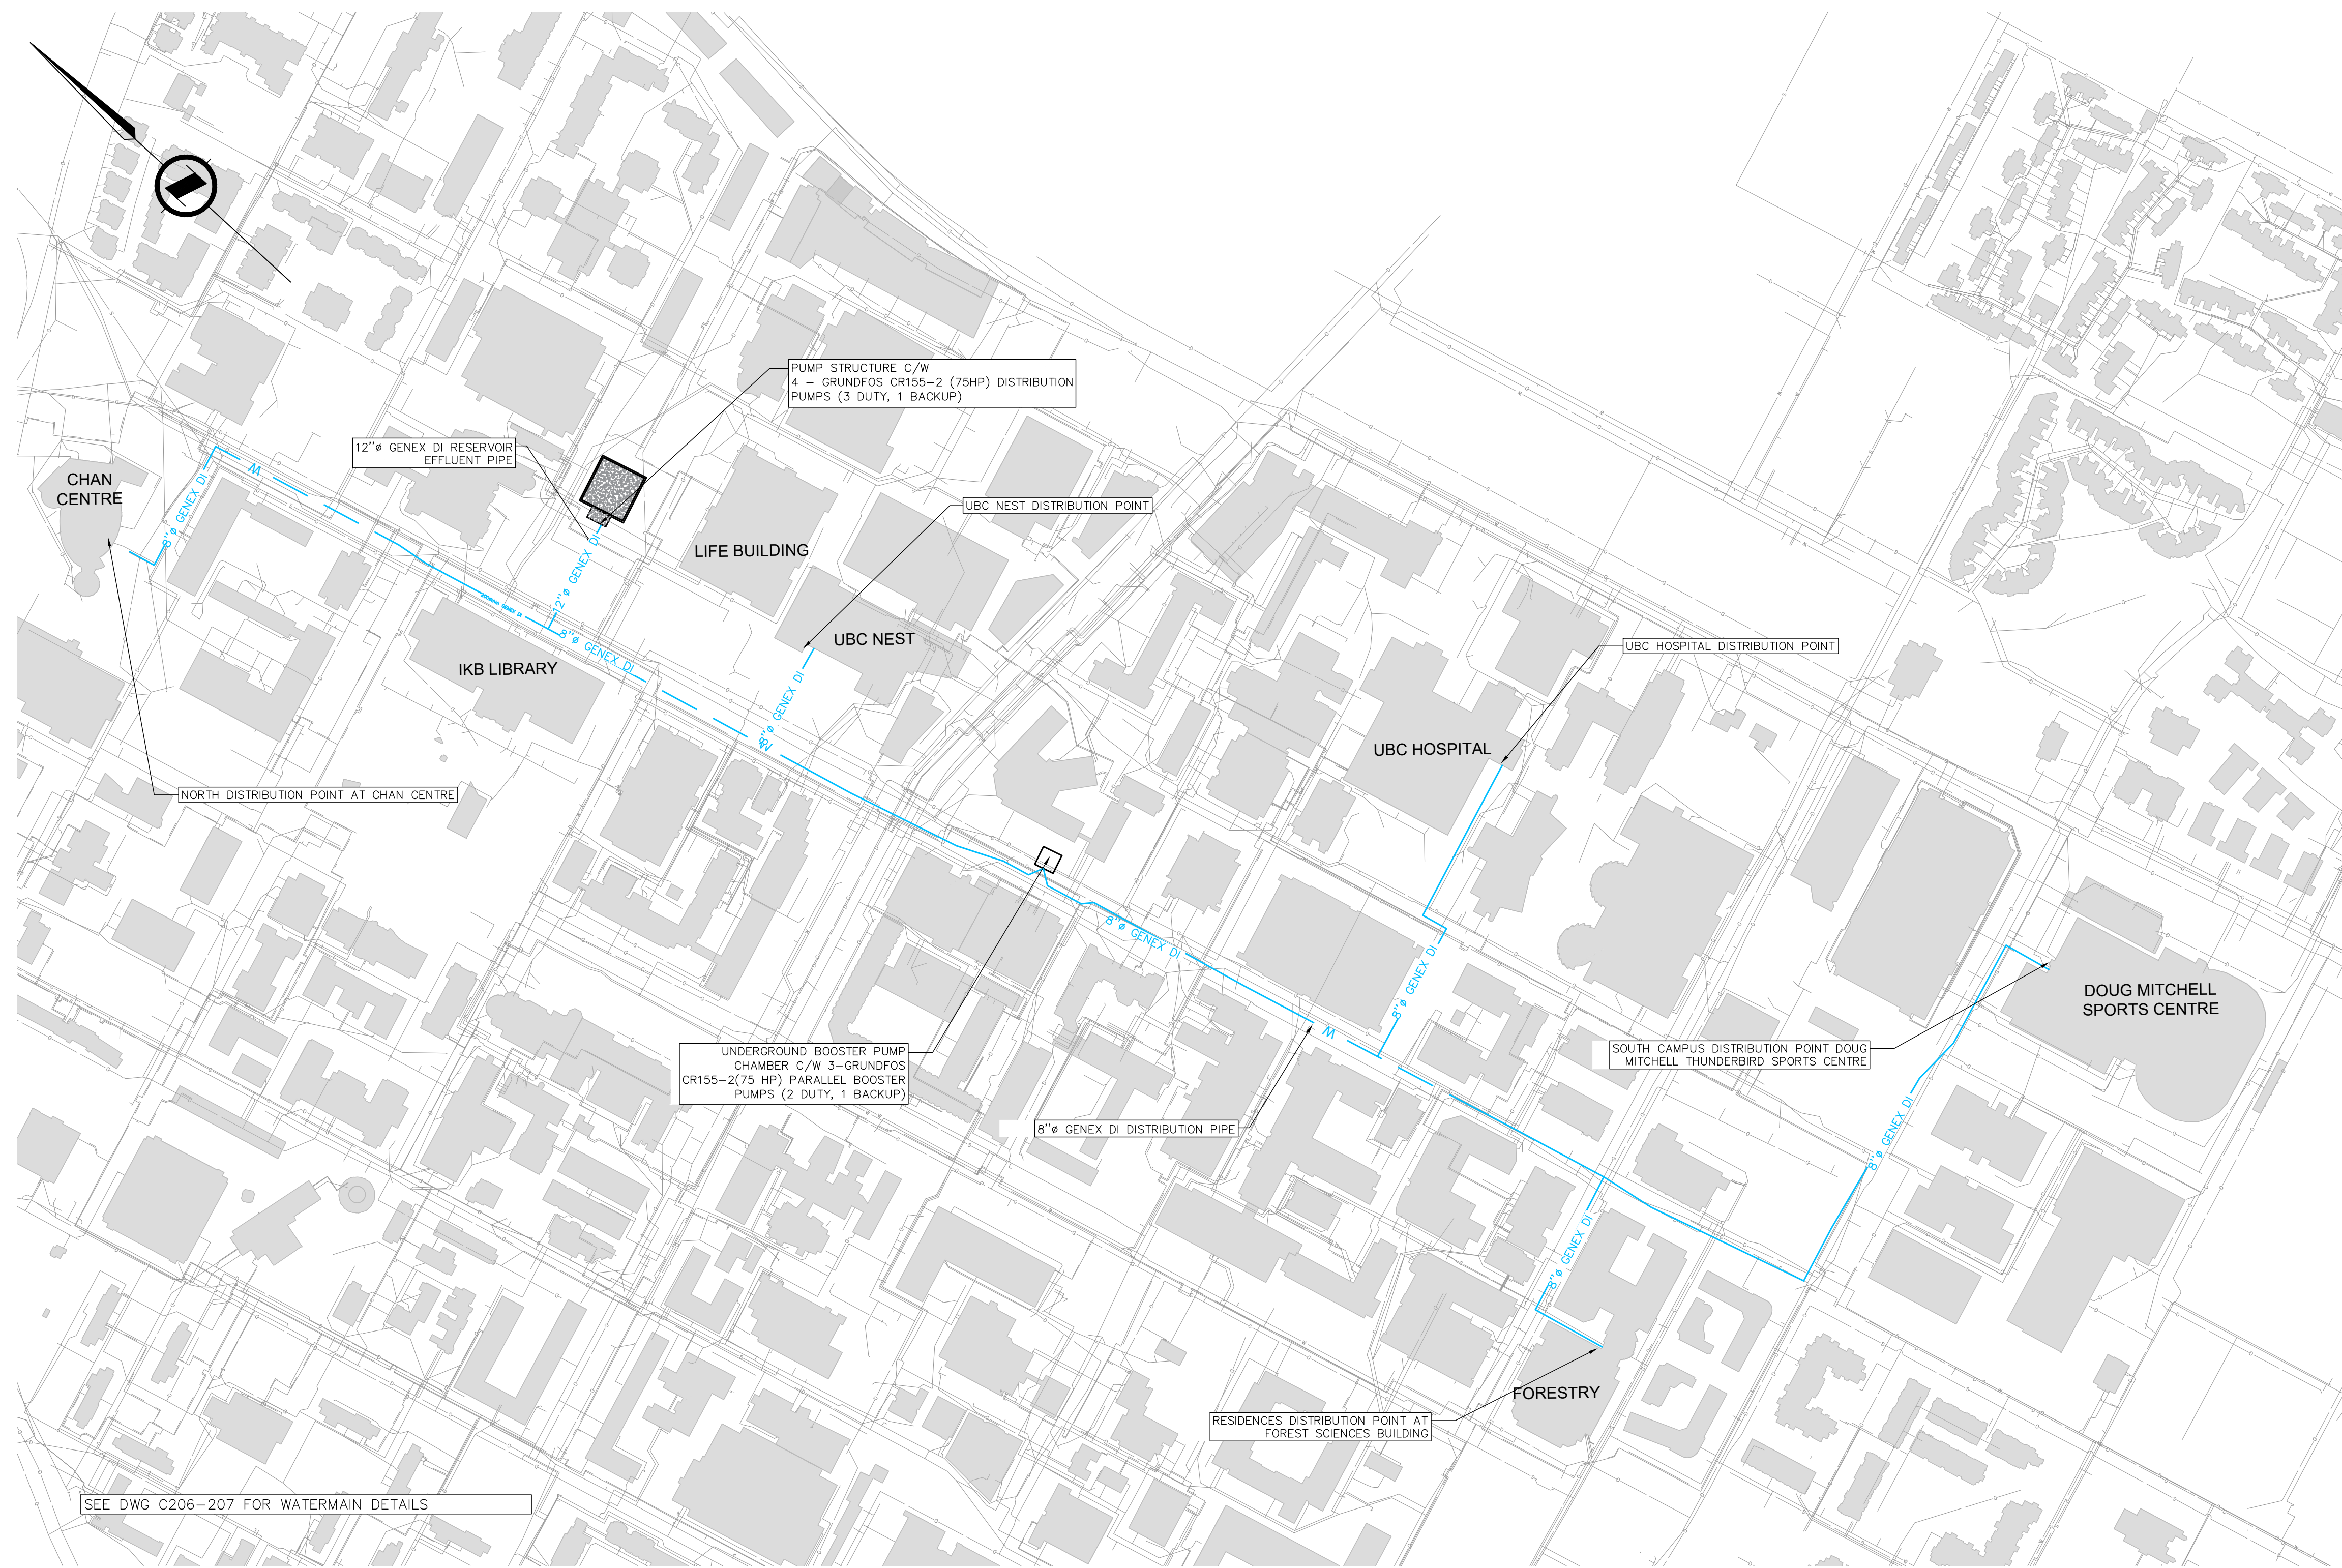 PUMP STRUCTURE C/W
4 – GRUNDFOS CR155–2 (75HP) DISTRIBUTION
PUMPS (3 DUTY, 1 BACKUP)
12''ø GENEX DI RESERVOIR
EFFLUENT PIPE
CHAN
CENTRE
8''ø GENEX DI
W
UBC NEST DISTRIBUTION POINT
LIFE BUILDING
12''ø GENEX DI
8''ø GENEX DI
UBC NEST
IKB LIBRARY
8''ø GENEX DI
W
UBC HOSPITAL DISTRIBUTION POINT
UBC HOSPITAL
NORTH DISTRIBUTION POINT AT CHAN CENTRE
8''ø GENEX DI
8''ø GENEX DI
W
DOUG MITCHELL
SPORTS CENTRE
UNDERGROUND BOOSTER PUMP
CHAMBER C/W 3–GRUNDFOS
CR155–2(75 HP) PARALLEL BOOSTER
PUMPS (2 DUTY, 1 BACKUP)
SOUTH CAMPUS DISTRIBUTION POINT DOUG
MITCHELL THUNDERBIRD SPORTS CENTRE
8''ø GENEX DI DISTRIBUTION PIPE
8''ø GENEX DI
8''ø GENEX DI
FORESTRY
RESIDENCES DISTRIBUTION POINT AT
FOREST SCIENCES BUILDING
SEE DWG C206–207 FOR WATERMAIN DETAILS